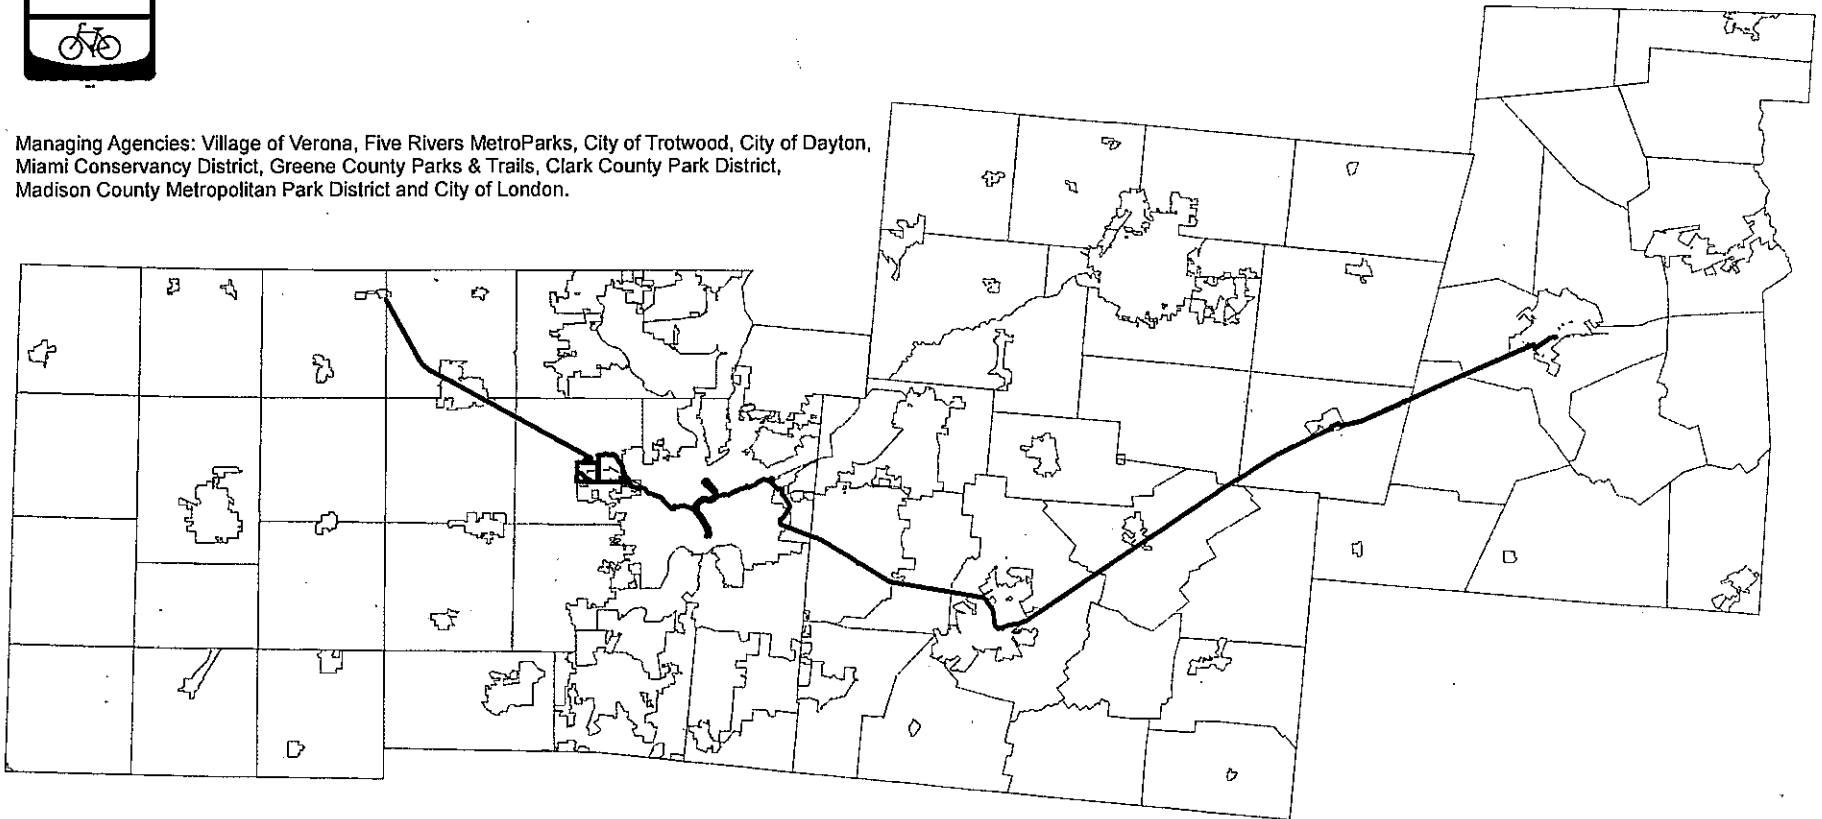 Managing Agencies: Village of Verona, Five Rivers MetroParks, City of Trotwood, City of Dayton,
Miami Conservancy District, Greene County Parks & Trails, Clark County Park District,
Madison County Metropolitan Park District and City of London.